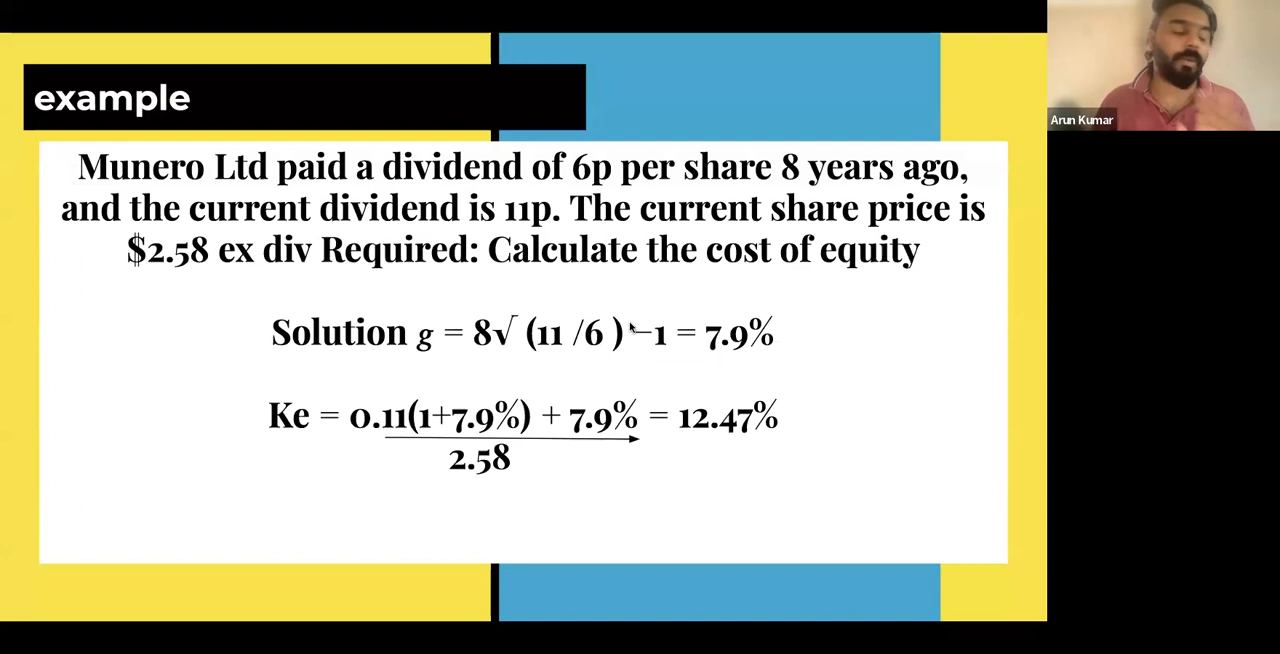 example
Munero Ltd paid a dividend of 6p per share 8 years ago,
and the current dividend is 11p. The current share price is
$2.58 ex div Required: Calculate the cost of equity
Solution g = 8√ (11 /6 ) −1 = 7.9%
Ke = 0.11(1+7.9%) + 7.9% = 12.47%
2.58
Arun Kumar